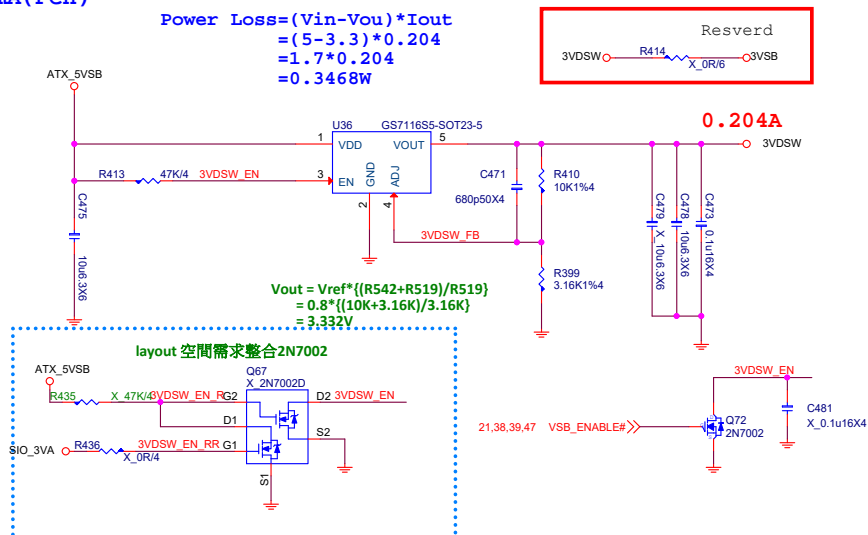 Power Loss=(Vin-Vou)*Iout
=(5-3.3)*0.204
=1.7*0.204
=0.3468W
Resverd
3VDSW
R414
X_0R/6
3VSB
ATX_5VSB
U36
GS7116S5-SOT23-5
0.204A
1
VDD
VOUT
5
3VDSW
R413
47K/4
3VDSW_EN
3
EN
GND
ADJ
2
4
C471
680p50X4
R410
10K1%4
C475
10u6.3X6
3VDSW_FB
R399
3.16K1%4
C479
X_10u6.3X6
C478
10u6.3X6
C473
0.1u16X4
Vout = Vref*{(R542+R519)/R519}
= 0.8*{(10K+3.16K)/3.16K}
= 3.332V
layout 空間需求整合2N7002
ATX_5VSB
Q67
X_2N7002D
R435
X_47K/4
3VDSW_EN_R
G2
D2
3VDSW_EN
D1
S2
SIO_3VA
R436
X_0R/4
3VDSW_EN_RR
G1
S1
3VDSW_EN
21,38,39,47
VSB_ENABLE#
Q72
2N7002
C481
X_0.1u16X4